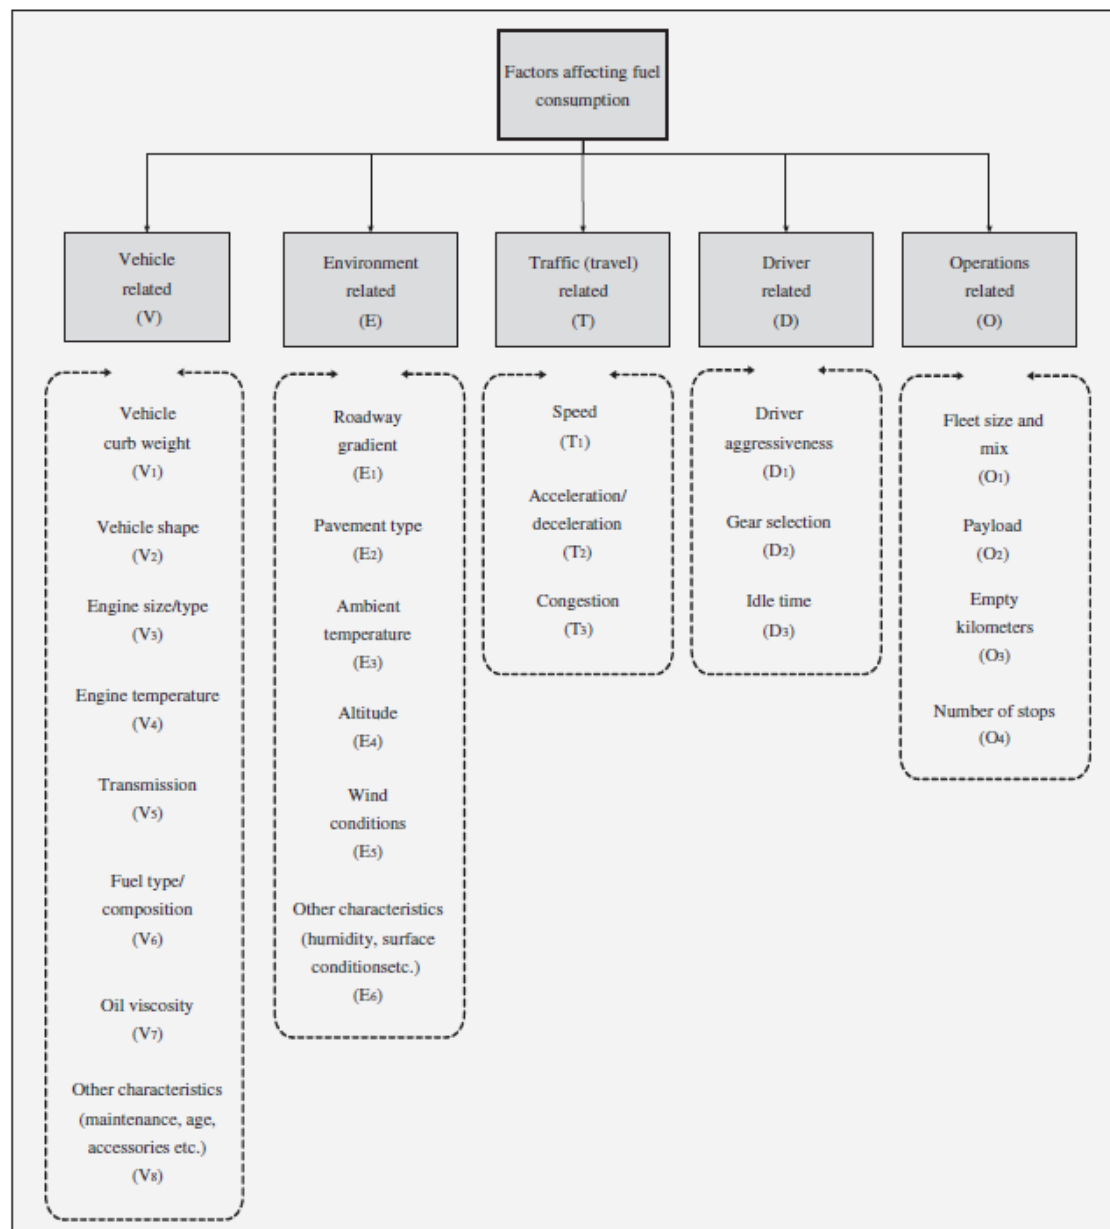 Factors affecting fuel
consumption
Vehicle
related
(V)
Environment
related
(E)
Traffic (travel)
related
(T)
Driver
related
(D)
Operations
related
(O)
Vehicle
curb weight
(V1)
Vehicle shape
(V2)
Engine size/type
(V3)
Engine temperature
(V4)
Transmission
(V5)
Fuel type/
composition
(V6)
Oil viscosity
(V7)
Other characteristics
(maintenance, age,
accessories etc.)
(V8)
Roadway
gradient
(E1)
Pavement type
(E2)
Ambient
temperature
(E3)
Altitude
(E4)
Wind
conditions
(E5)
Other characteristics
(humidity, surface
conditionsetc.)
(E6)
Speed
(T1)
Acceleration/
deceleration
(T2)
Congestion
(T3)
Driver
aggressiveness
(D1)
Gear selection
(D2)
Idle time
(D3)
Fleet size and
mix
(O1)
Payload
(O2)
Empty
kilometers
(O3)
Number of stops
(O4)